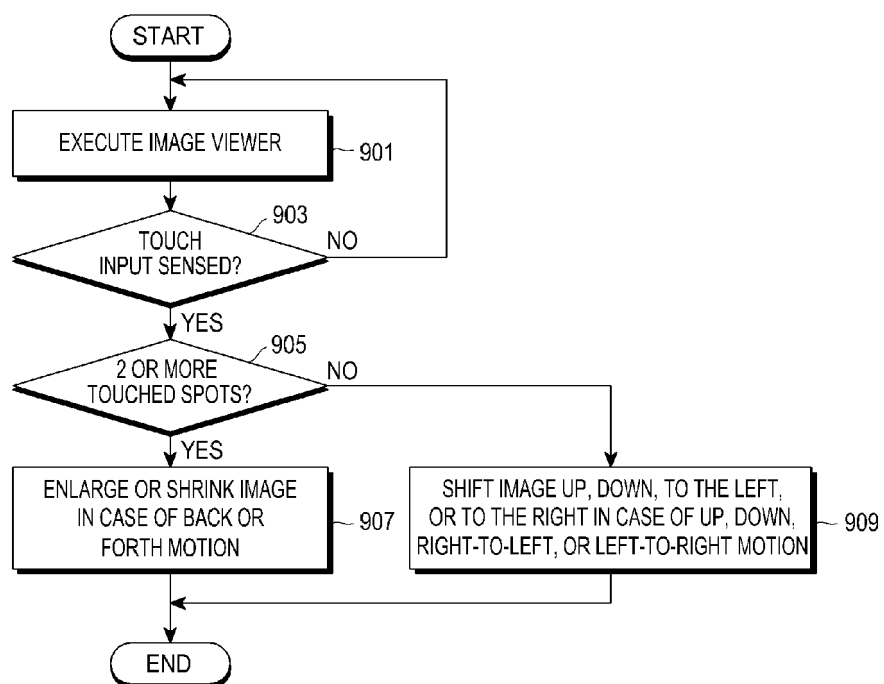 START
EXECUTE IMAGE VIEWER
901
903
TOUCH
INPUT SENSED?
NO
YES
905
2 OR MORE
TOUCHED SPOTS?
NO
YES
ENLARGE OR SHRINK IMAGE
IN CASE OF BACK OR
FORTH MOTION
907
SHIFT IMAGE UP, DOWN, TO THE LEFT,
OR TO THE RIGHT IN CASE OF UP, DOWN,
RIGHT-TO-LEFT, OR LEFT-TO-RIGHT MOTION
909
END